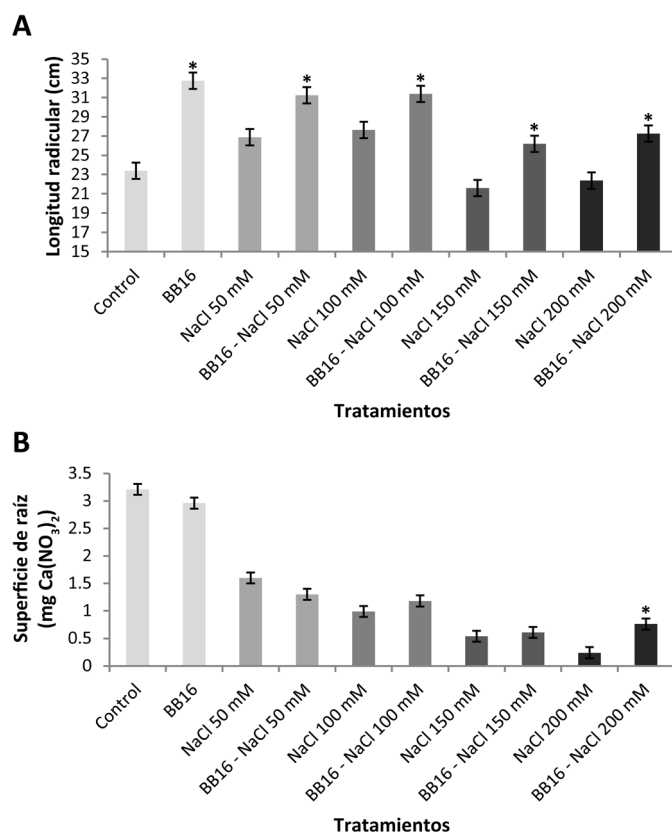 A
Longitud radicular (cm)
35
33
31
29
27
25
23
21
19
17
15
*
*
*
*
*
Control
BB16
NaCl 50 mM
BB16 - NaCl 50 mM
NaCl 100 mM
BB16 - NaCl 100 mM
NaCl 150 mM
BB16 - NaCl 150 mM
NaCl 200 mM
BB16 - NaCl 200 mM
Tratamientos
B
Superficie de raíz
(mg Ca(NO₃)₂)
3.5
3
2.5
2
1.5
1
0.5
0
*
Control
BB16
NaCl 50 mM
BB16 - NaCl 50 mM
NaCl 100 mM
BB16 - NaCl 100 mM
NaCl 150 mM
BB16 - NaCl 150 mM
NaCl 200 mM
BB16 - NaCl 200 mM
Tratamientos